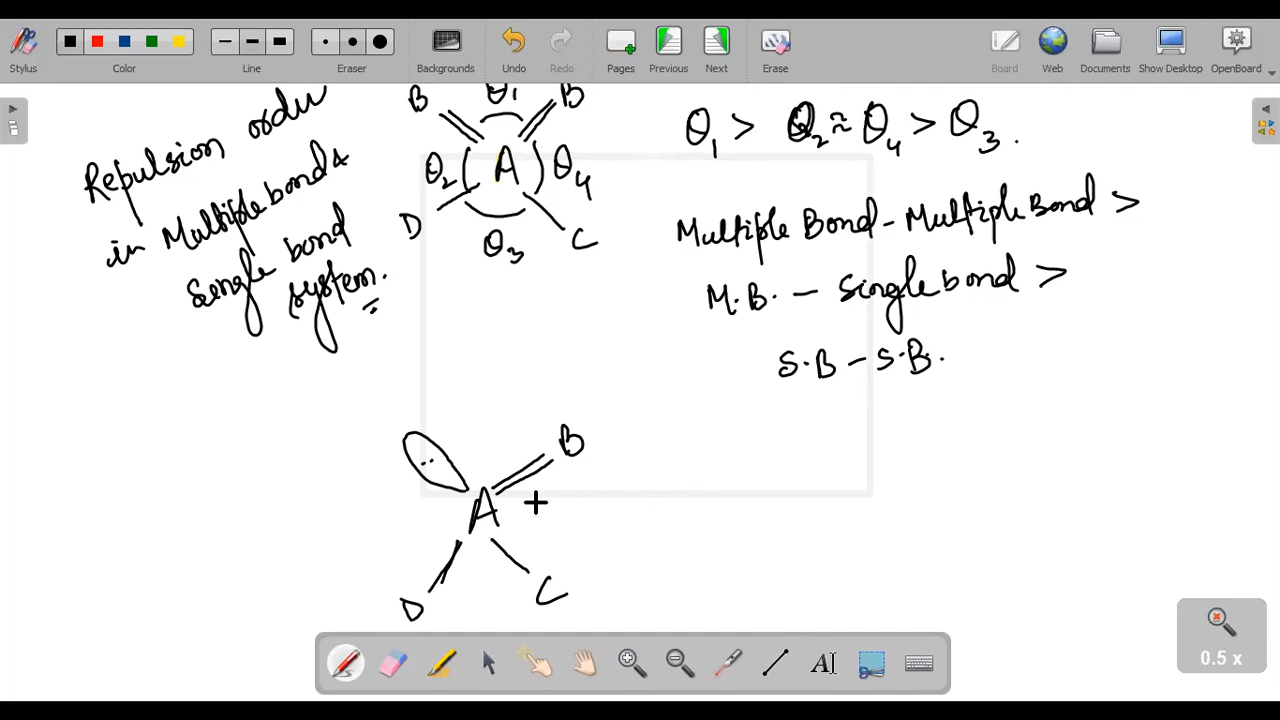 Stylus
Color
Line
Eraser
Backgrounds
Undo
Redo
Pages
Previous
Next
Erase
Board
Web
Documents
Show Desktop
OpenBoard
Repulsion order
in Multiple bond &
Single bond
system.
B θ1 B
θ2 A θ4
D θ3 C
θ1 > θ2 ≈ θ4 > θ3.
Multiple Bond - Multiple Bond >
M.B. - Single bond >
S.B - S.B.
B
A
D C
0.5 x